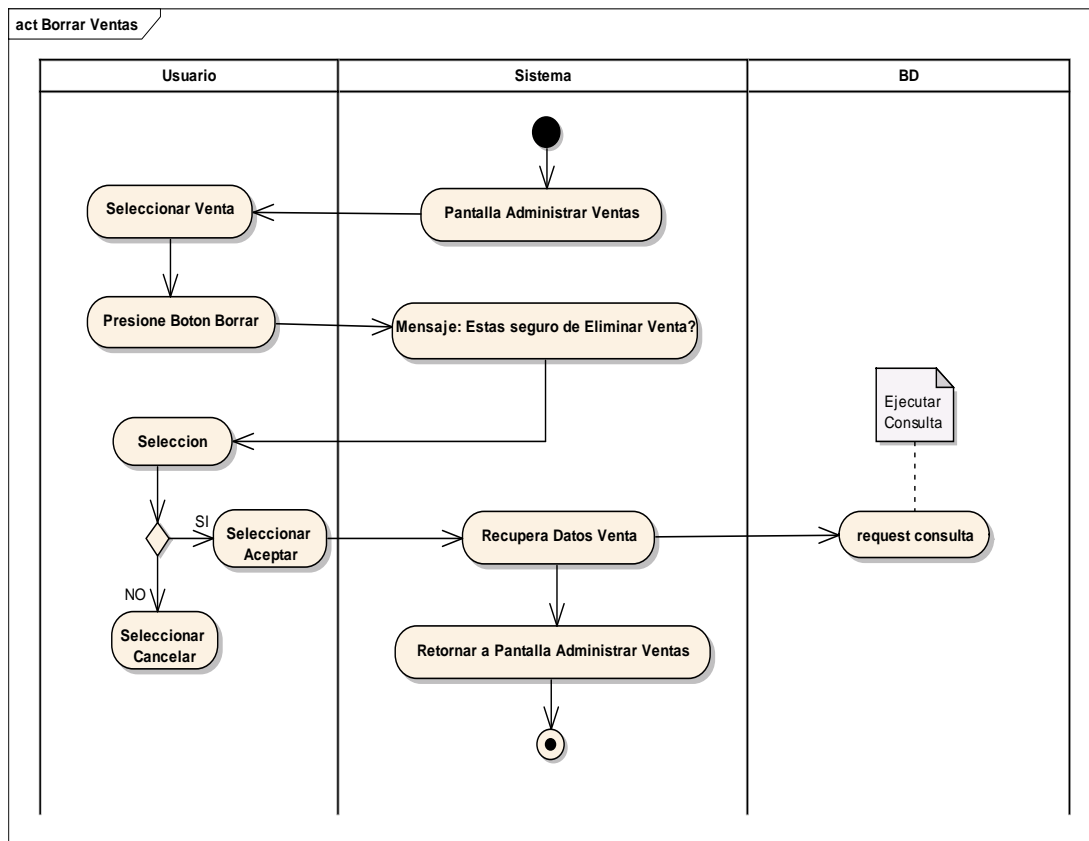 act Borrar Ventas
Usuario
Sistema
BD
Seleccionar Venta
Pantalla Administrar Ventas
Presione Boton Borrar
Mensaje: Estas seguro de Eliminar Venta?
Ejecutar
Consulta
Seleccion
SI
Seleccionar
Aceptar
Recupera Datos Venta
request consulta
NO
Seleccionar
Cancelar
Retornar a Pantalla Administrar Ventas